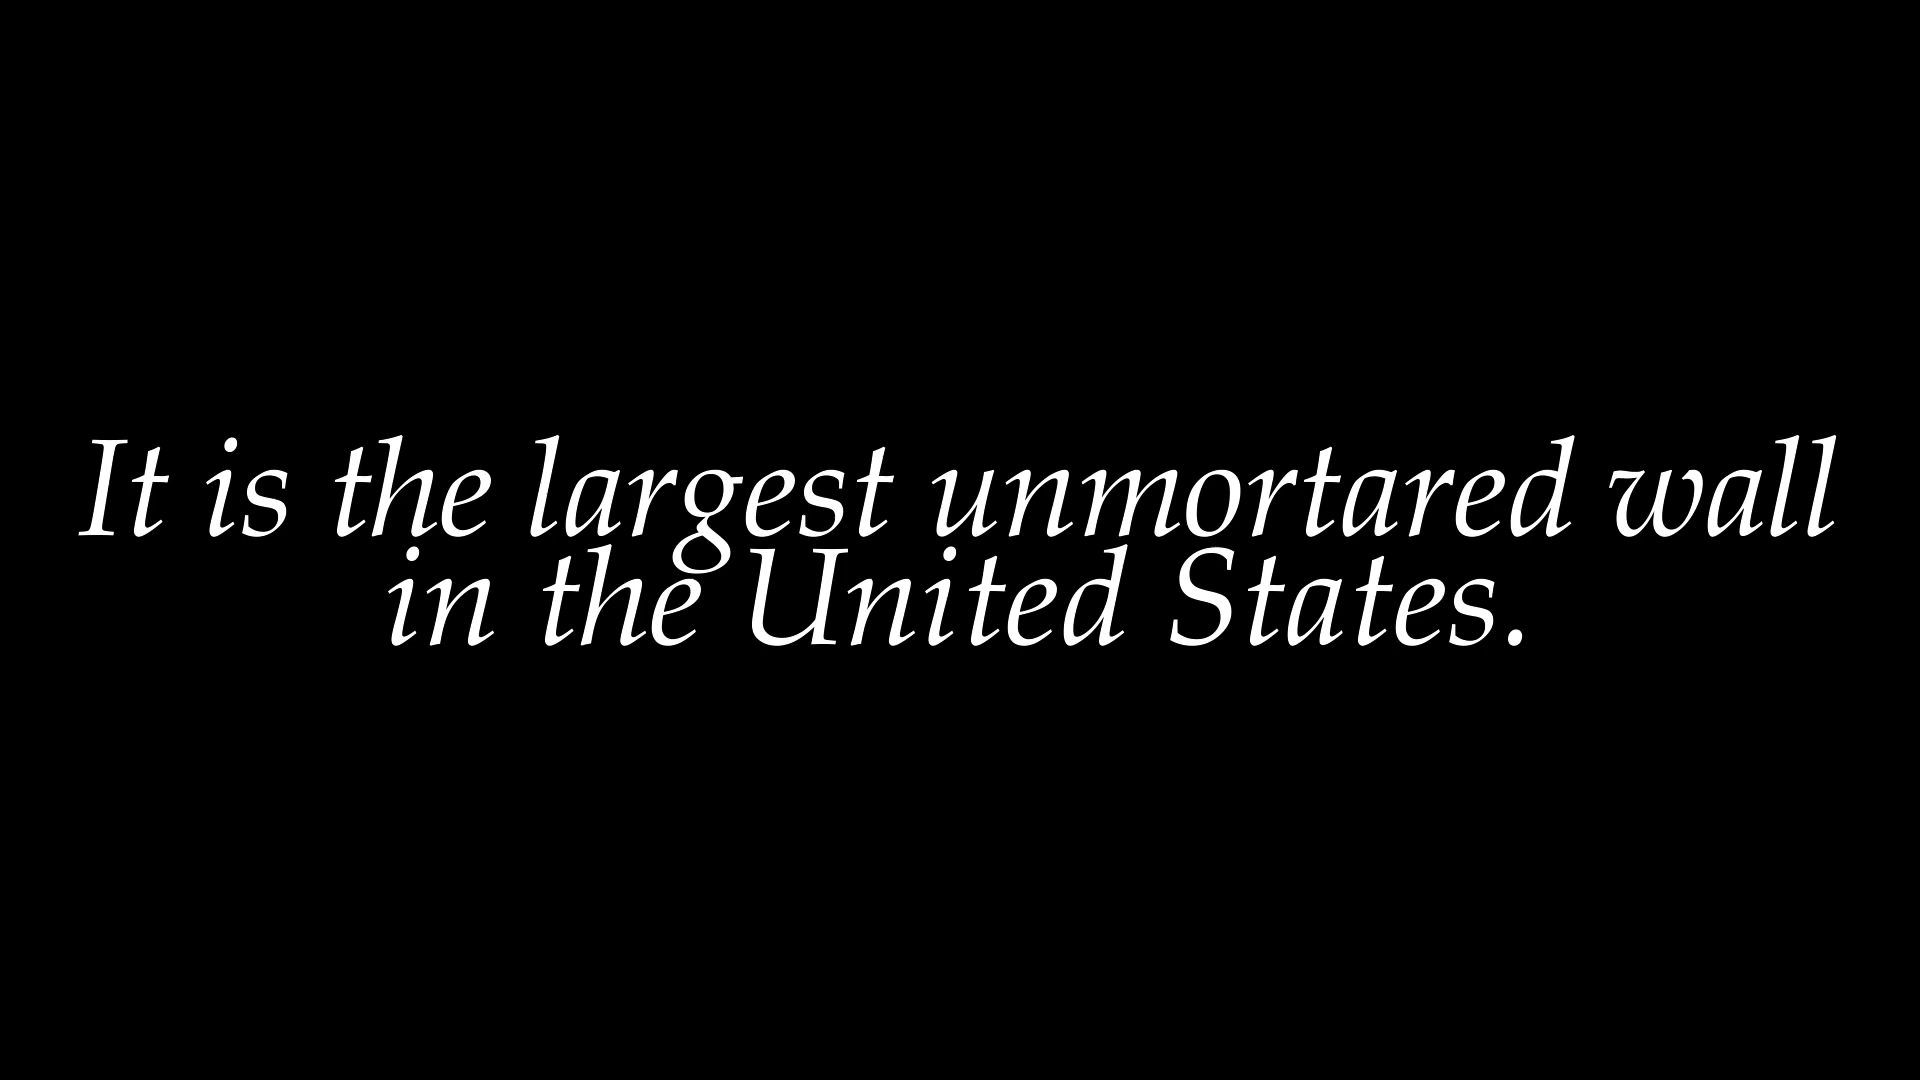 It is the largest unmortared wall
in the United States.